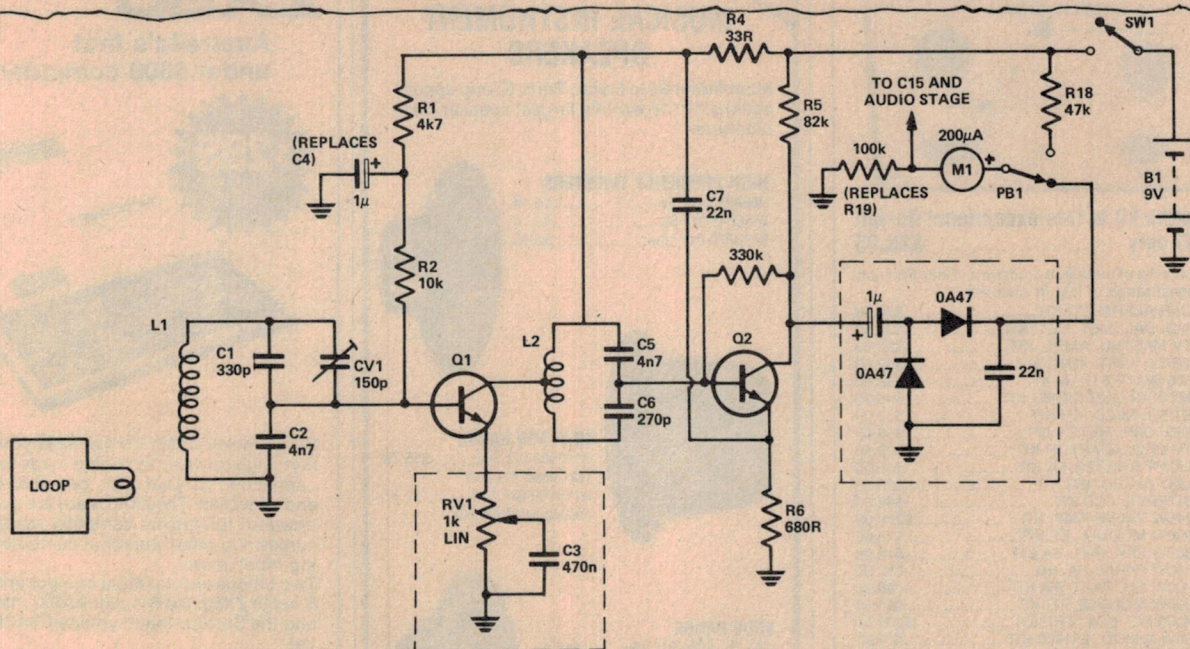 R4
33R
SW1
R1
4k7
(REPLACES
C4)
+
1µ
R5
82k
TO C15 AND
AUDIO STAGE
R18
47k
100k
(REPLACES
R19)
200µA
M1
+
PB1
B1
9V
C7
22n
R2
10k
330k
L1
C1
330p
CV1
150p
Q1
L2
C5
4n7
Q2
1µ
+
0A47
0A47
22n
C2
4n7
C6
270p
LOOP
RV1
1k
LIN
C3
470n
R6
680R